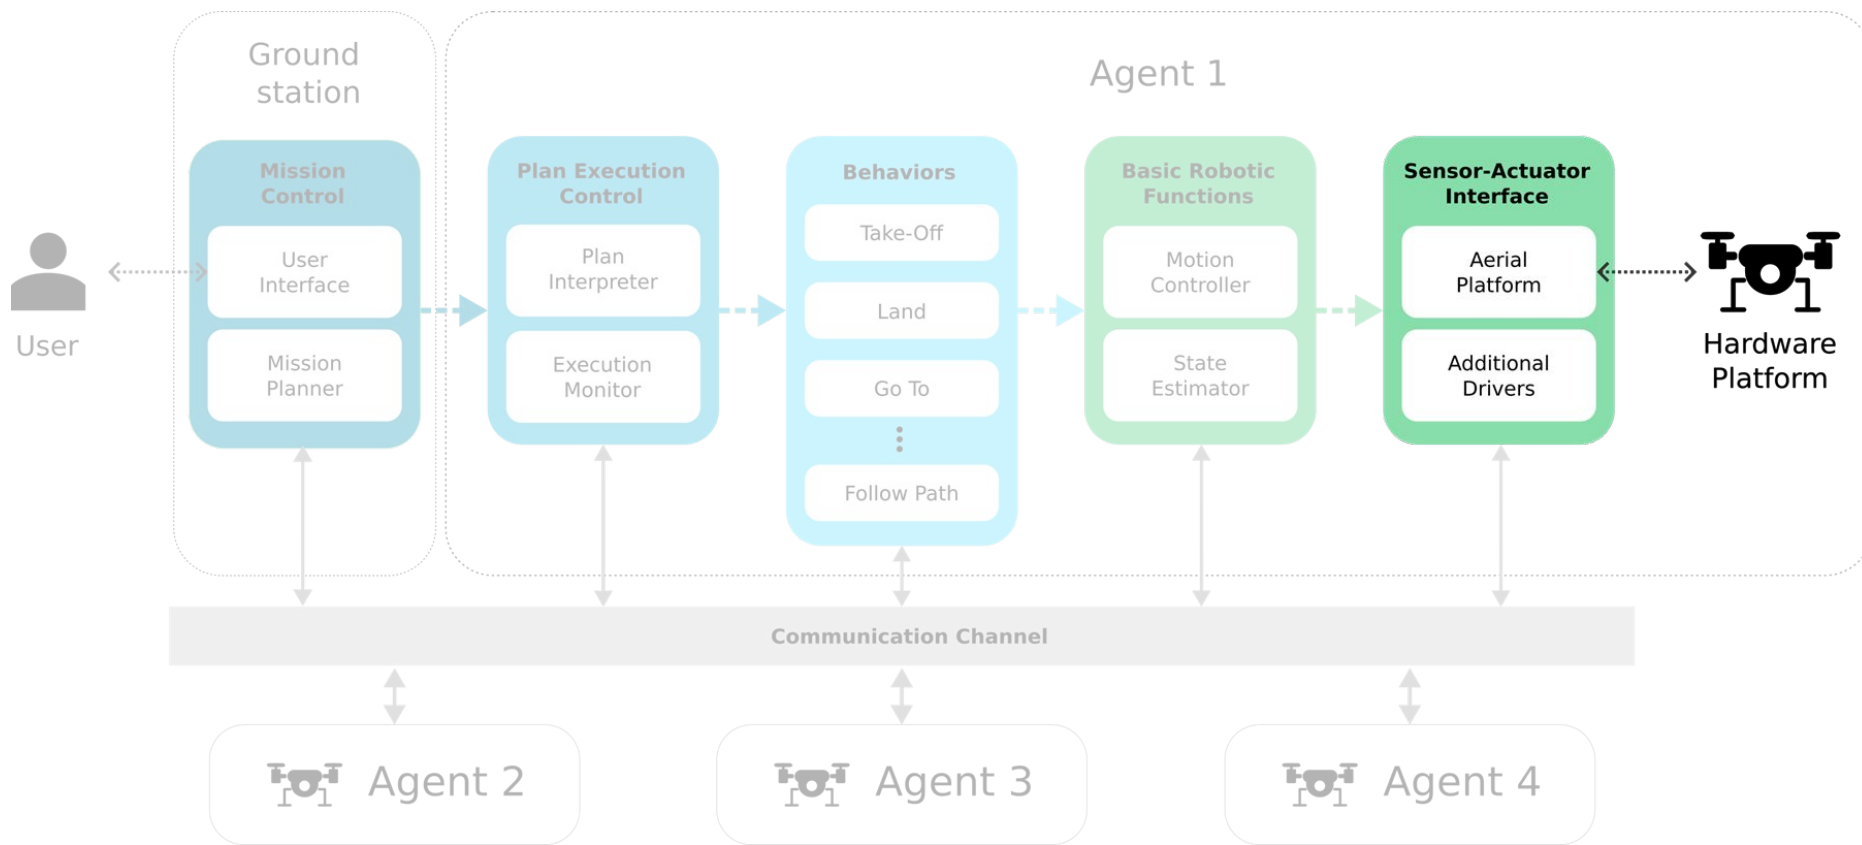 Ground
station
Agent 1
Mission
Control
User
Interface
Mission
Planner
Plan Execution
Control
Plan
Interpreter
Execution
Monitor
Behaviors
Take-Off
Land
Go To
Follow Path
Basic Robotic
Functions
Motion
Controller
State
Estimator
Sensor-Actuator
Interface
Aerial
Platform
Additional
Drivers
User
Hardware
Platform
Communication Channel
Agent 2
Agent 3
Agent 4